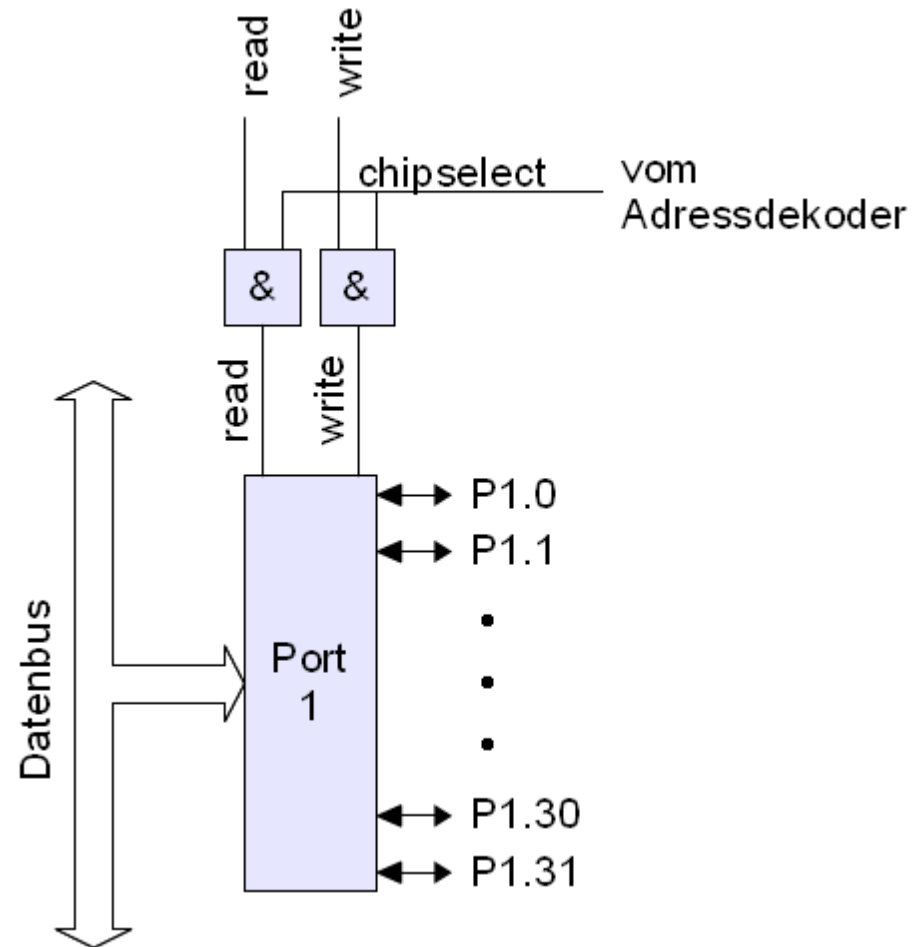 read
write
chipselect
vom
Adressdekoder
&
&
read
write
P1.0
P1.1
Datenbus
Port
1
P1.30
P1.31